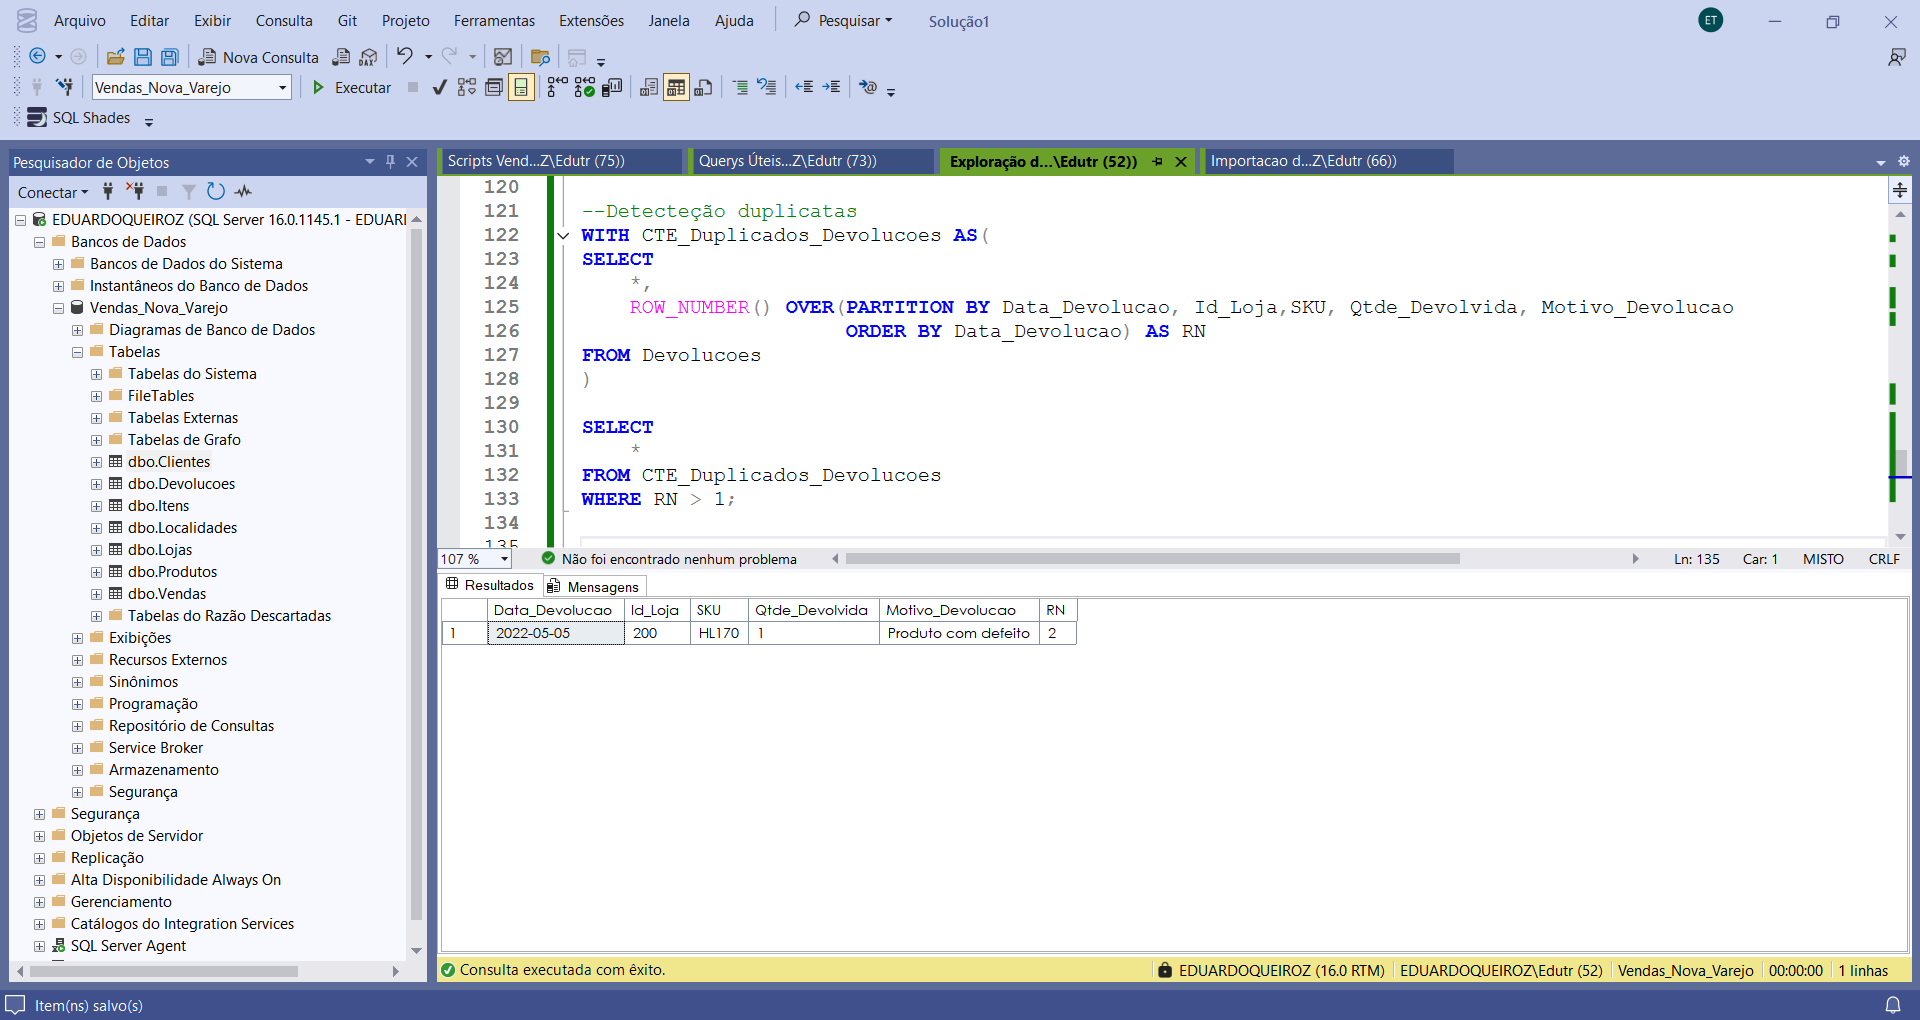 Arquivo Editar Exibir Consulta Git Projeto Ferramentas Extensões Janela Ajuda Pesquisar Solução1 ET
Nova Consulta DAX
Vendas_Nova_Varejo Executar
SQL Shades
Pesquisador de Objetos
Conectar
EDUARDOQUEIROZ (SQL Server 16.0.1145.1 - EDUARI
Bancos de Dados
Bancos de Dados do Sistema
Instantâneos do Banco de Dados
Vendas_Nova_Varejo
Diagramas de Banco de Dados
Tabelas
Tabelas do Sistema
FileTables
Tabelas Externas
Tabelas de Grafo
dbo.Clientes
dbo.Devolucoes
dbo.Itens
dbo.Localidades
dbo.Lojas
dbo.Produtos
dbo.Vendas
Tabelas do Razão Descartadas
Exibições
Recursos Externos
Sinônimos
Programação
Repositório de Consultas
Service Broker
Armazenamento
Segurança
Segurança
Objetos de Servidor
Replicação
Alta Disponibilidade Always On
Gerenciamento
Catálogos do Integration Services
SQL Server Agent
Scripts Vend...Z\Edutr (75)) Querys Úteis...Z\Edutr (73)) Exploração d...\Edutr (52)) Importacao d...Z\Edutr (66))
120
121 --Detecteção duplicatas
122 WITH CTE_Duplicados_Devolucoes AS(
123 SELECT
124 *,
125 ROW_NUMBER() OVER(PARTITION BY Data_Devolucao, Id_Loja,SKU, Qtde_Devolvida, Motivo_Devolucao
126 ORDER BY Data_Devolucao) AS RN
127 FROM Devolucoes
128 )
129
130 SELECT
131 *
132 FROM CTE_Duplicados_Devolucoes
133 WHERE RN > 1;
134
135
107 % Não foi encontrado nenhum problema Ln: 135 Car: 1 MISTO CRLF
Resultados Mensagens
Data_Devolucao Id_Loja SKU Qtde_Devolvida Motivo_Devolucao RN
1 2022-05-05 200 HL170 1 Produto com defeito 2
Consulta executada com êxito. EDUARDOQUEIROZ (16.0 RTM) EDUARDOQUEIROZ\Edutr (52) Vendas_Nova_Varejo 00:00:00 1 linhas
Item(ns) salvo(s)